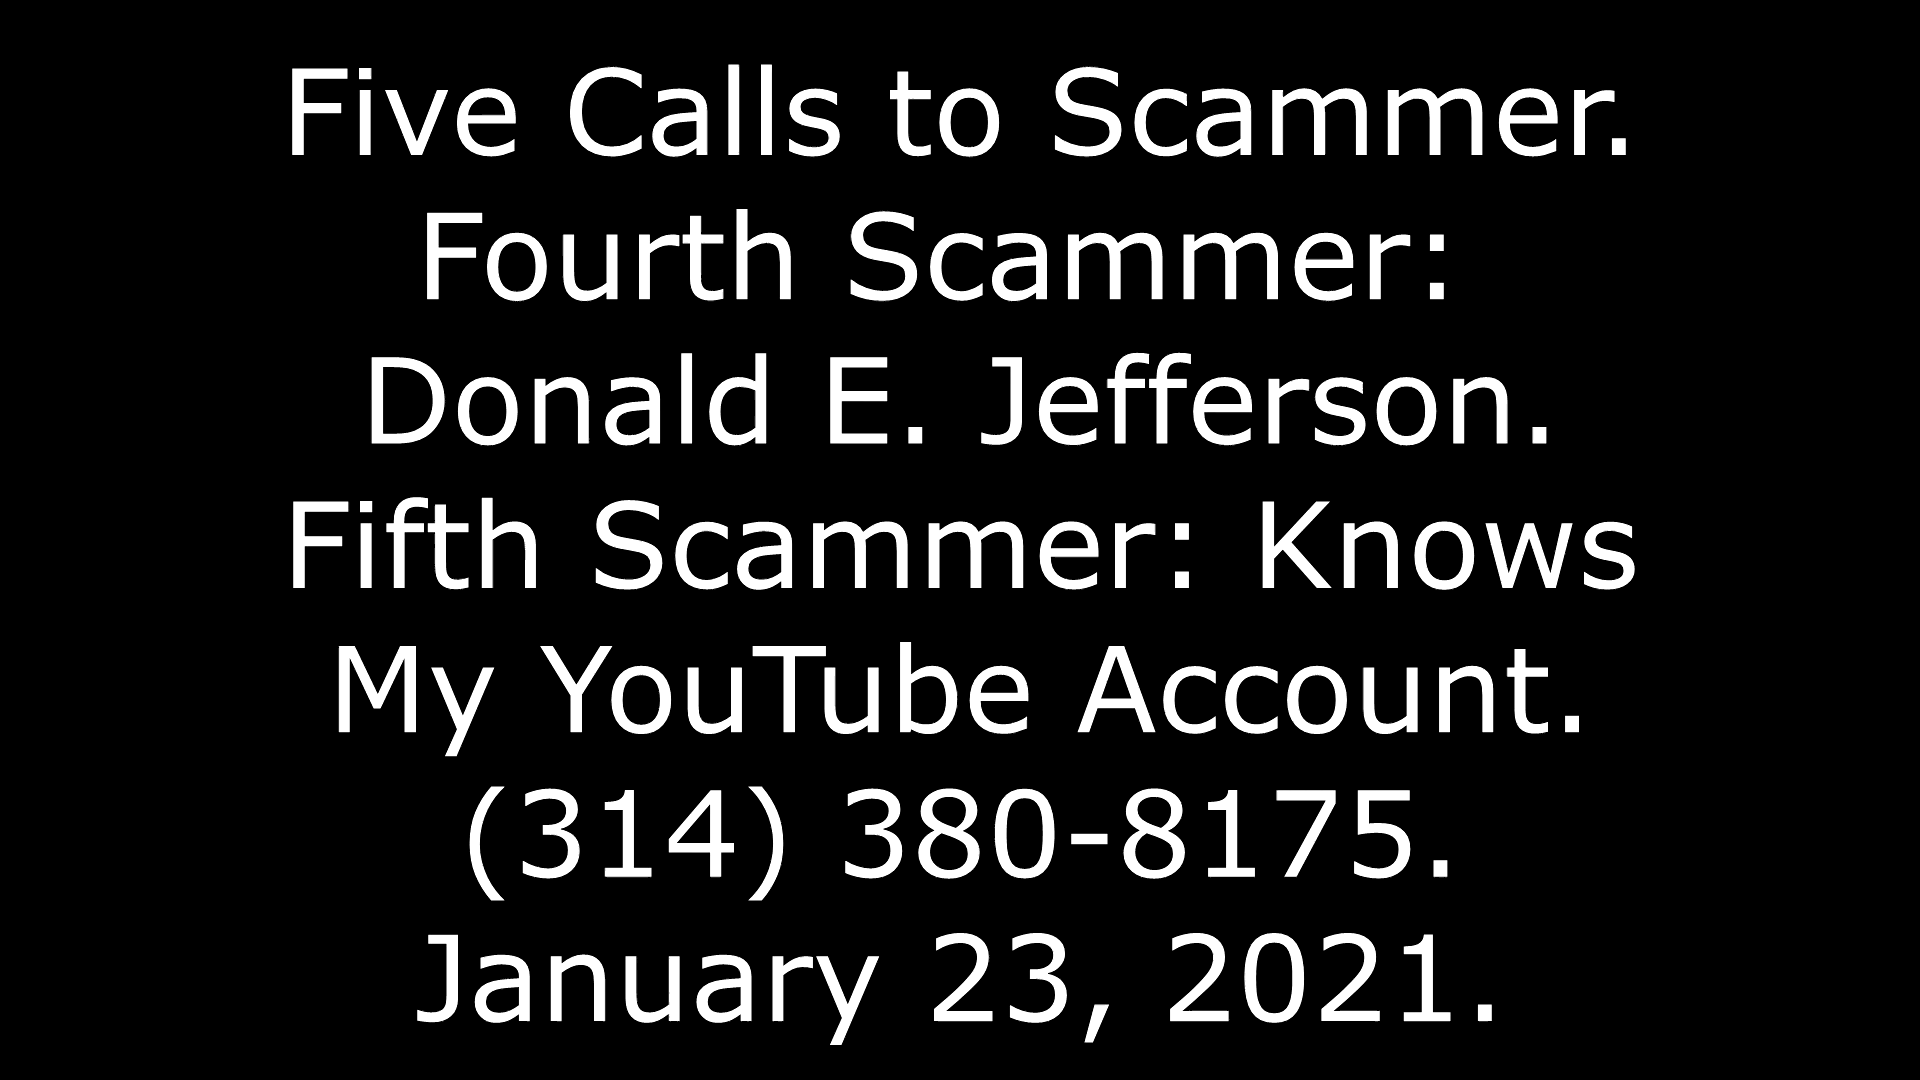 Five Calls to Scammer.
Fourth Scammer:
Donald E. Jefferson.
Fifth Scammer: Knows
My YouTube Account.
(314) 380-8175.
January 23, 2021.